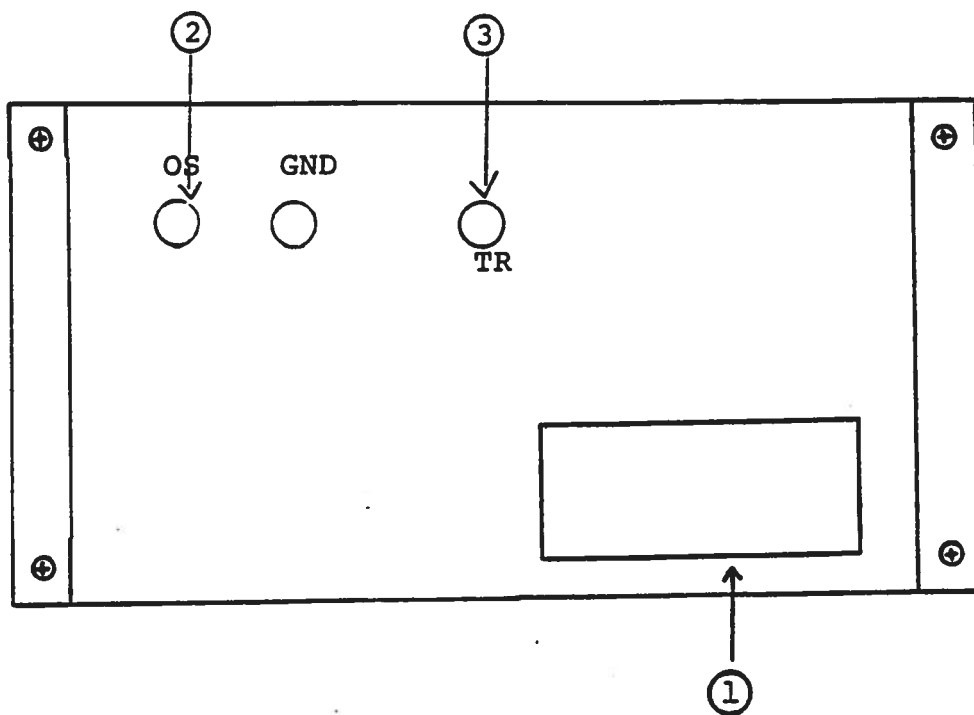 ② ③
OS GND
TR
①